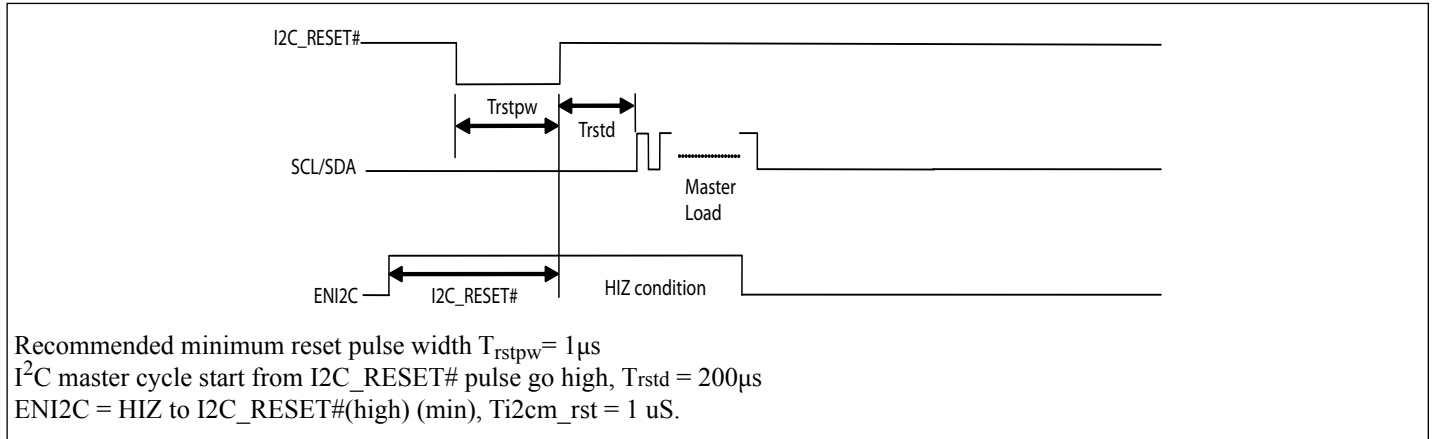 I2C_RESET#
Trstpw
Trstd
SCL/SDA
Master
Load
ENI2C
I2C_RESET#
HIZ condition
Recommended minimum reset pulse width Trstpw= 1μs
I2C master cycle start from I2C_RESET# pulse go high, Trstd = 200μs
ENI2C = HIZ to I2C_RESET#(high) (min), Ti2cm_rst = 1 uS.